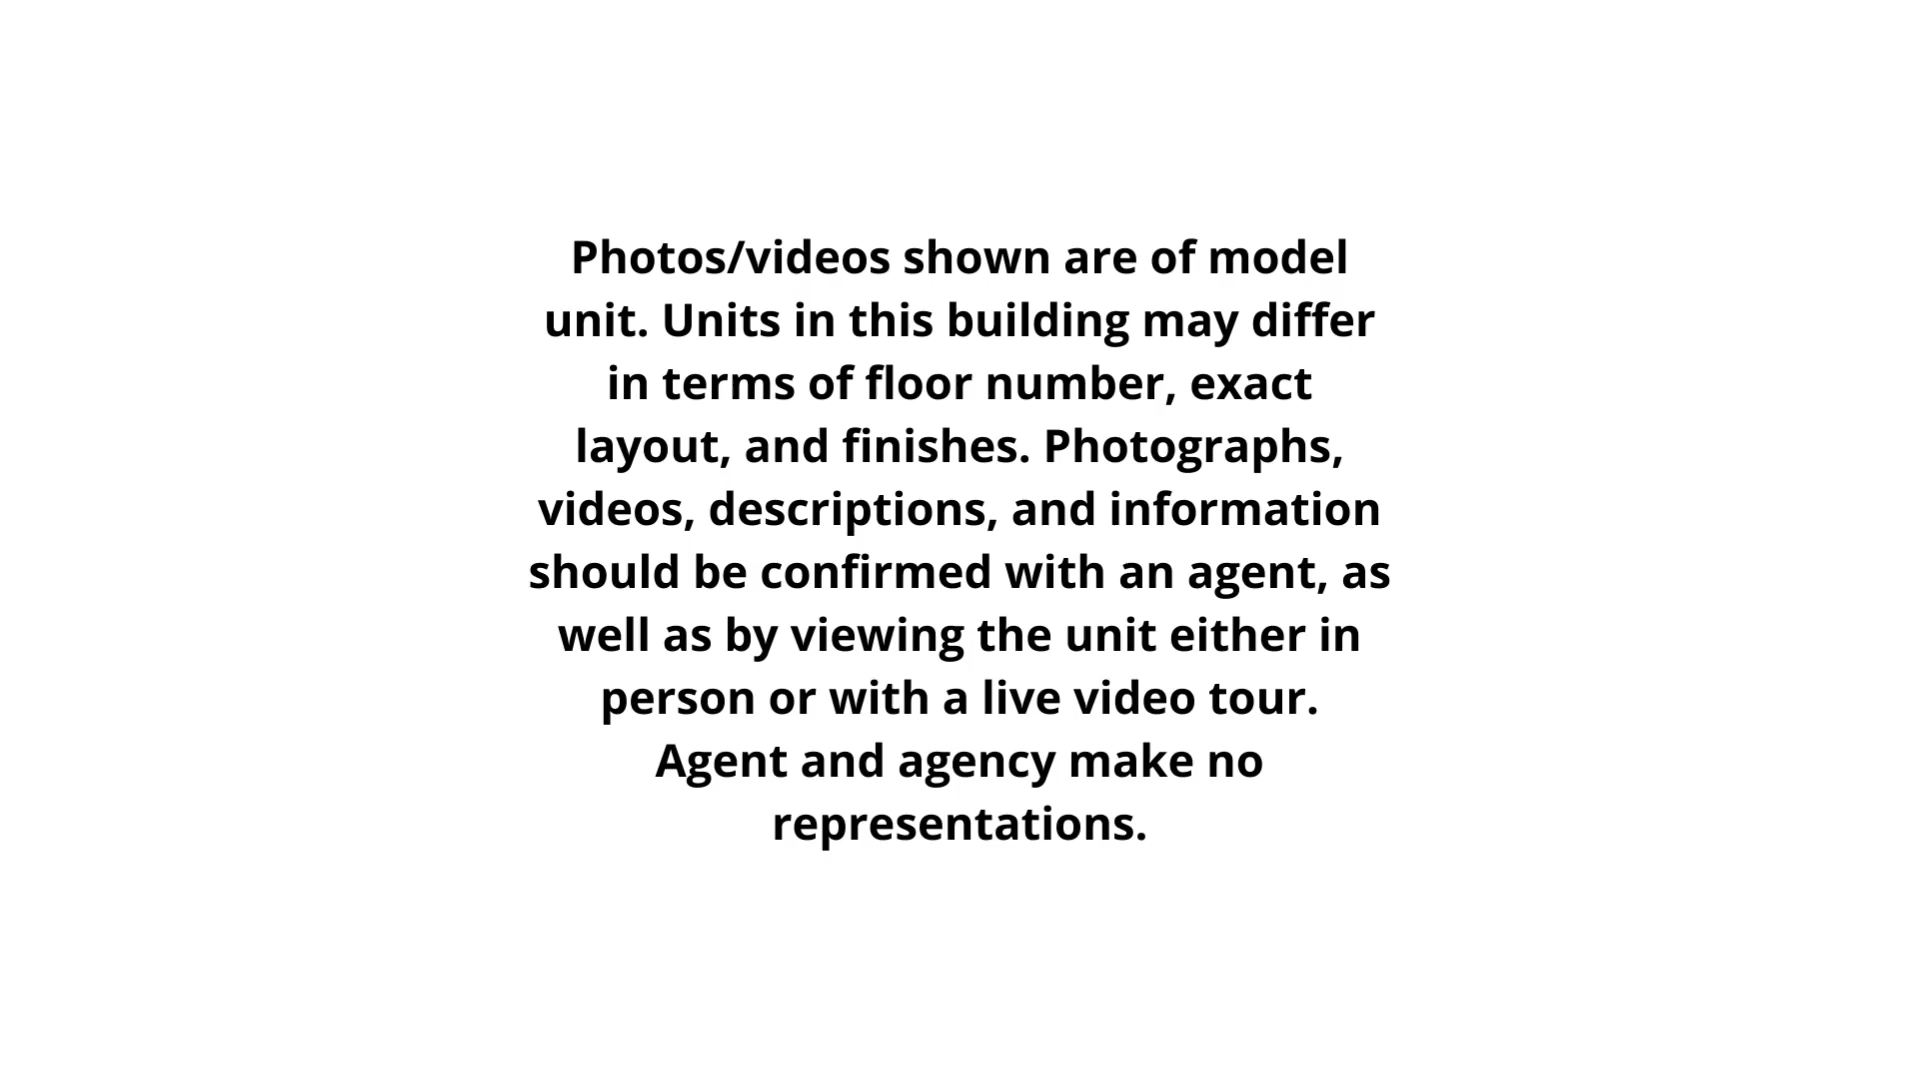 Photos/videos shown are of model
unit. Units in this building may differ
in terms of floor number, exact
layout, and finishes. Photographs,
videos, descriptions, and information
should be confirmed with an agent, as
well as by viewing the unit either in
person or with a live video tour.
Agent and agency make no
representations.